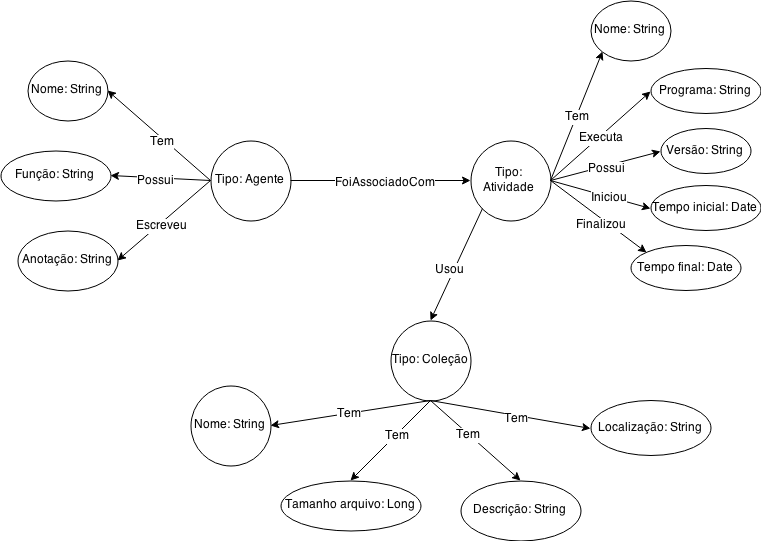 Nome: String
Tem
Programa: String
Executa
Nome: String
Tem
Versão: String
Possui
Função: String
Possui
Tipo: Agente
FoiAssociadoCom
Tipo:
Atividade
Iniciou
Tempo inicial: Date
Escreveu
Finalizou
Anotação: String
Tempo final: Date
Usou
Tipo: Coleção
Nome: String
Tem
Tem
Tem
Tem
Localização: String
Tamanho arquivo: Long
Descrição: String